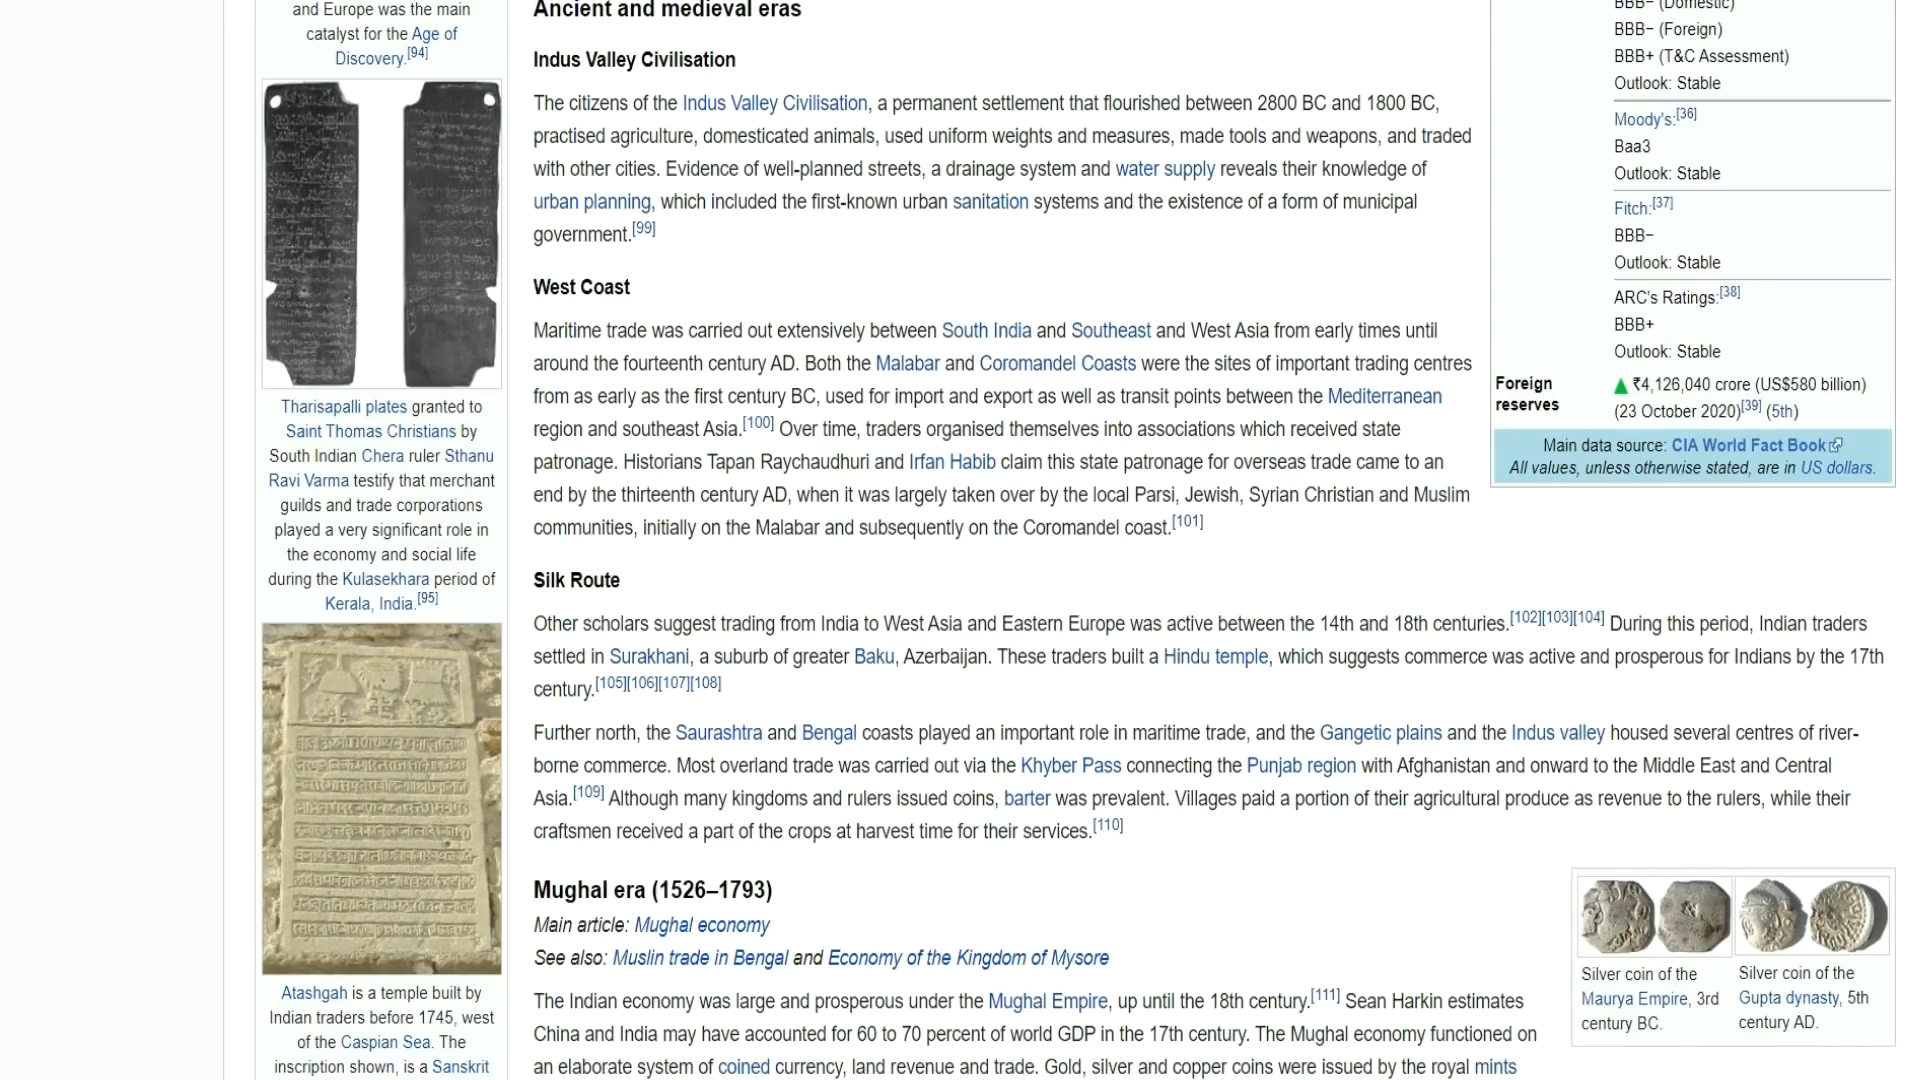 and Europe was the main
catalyst for the Age of
Discovery.[94]
Tharisapalli plates granted to
Saint Thomas Christians by
South Indian Chera ruler Sthanu
Ravi Varma testify that merchant
guilds and trade corporations
played a very significant role in
the economy and social life
during the Kulasekhara period of
Kerala, India.[95]
Atashgah is a temple built by
Indian traders before 1745, west
of the Caspian Sea. The
inscription shown, is a Sanskrit
Ancient and medieval eras
Indus Valley Civilisation
The citizens of the Indus Valley Civilisation, a permanent settlement that flourished between 2800 BC and 1800 BC,
practised agriculture, domesticated animals, used uniform weights and measures, made tools and weapons, and traded
with other cities. Evidence of well-planned streets, a drainage system and water supply reveals their knowledge of
urban planning, which included the first-known urban sanitation systems and the existence of a form of municipal
government.[99]
West Coast
Maritime trade was carried out extensively between South India and Southeast and West Asia from early times until
around the fourteenth century AD. Both the Malabar and Coromandel Coasts were the sites of important trading centres
from as early as the first century BC, used for import and export as well as transit points between the Mediterranean
region and southeast Asia.[100] Over time, traders organised themselves into associations which received state
patronage. Historians Tapan Raychaudhuri and Irfan Habib claim this state patronage for overseas trade came to an
end by the thirteenth century AD, when it was largely taken over by the local Parsi, Jewish, Syrian Christian and Muslim
communities, initially on the Malabar and subsequently on the Coromandel coast.[101]
Silk Route
Other scholars suggest trading from India to West Asia and Eastern Europe was active between the 14th and 18th centuries.[102][103][104] During this period, Indian traders
settled in Surakhani, a suburb of greater Baku, Azerbaijan. These traders built a Hindu temple, which suggests commerce was active and prosperous for Indians by the 17th
century.[105][106][107][108]
Further north, the Saurashtra and Bengal coasts played an important role in maritime trade, and the Gangetic plains and the Indus valley housed several centres of river-
borne commerce. Most overland trade was carried out via the Khyber Pass connecting the Punjab region with Afghanistan and onward to the Middle East and Central
Asia.[109] Although many kingdoms and rulers issued coins, barter was prevalent. Villages paid a portion of their agricultural produce as revenue to the rulers, while their
craftsmen received a part of the crops at harvest time for their services.[110]
Mughal era (1526–1793)
Main article: Mughal economy
See also: Muslin trade in Bengal and Economy of the Kingdom of Mysore
The Indian economy was large and prosperous under the Mughal Empire, up until the 18th century.[111] Sean Harkin estimates
China and India may have accounted for 60 to 70 percent of world GDP in the 17th century. The Mughal economy functioned on
an elaborate system of coined currency, land revenue and trade. Gold, silver and copper coins were issued by the royal mints
BBB− (Domestic)
BBB− (Foreign)
BBB+ (T&C Assessment)
Outlook: Stable
Moody's:[36]
Baa3
Outlook: Stable
Fitch:[37]
BBB−
Outlook: Stable
ARC's Ratings:[38]
BBB+
Outlook: Stable
Foreign
reserves
₹4,126,040 crore (US$580 billion)
(23 October 2020)[39] (5th)
Main data source: CIA World Fact Book
All values, unless otherwise stated, are in US dollars.
Silver coin of the
Maurya Empire, 3rd
century BC.
Silver coin of the
Gupta dynasty, 5th
century AD.